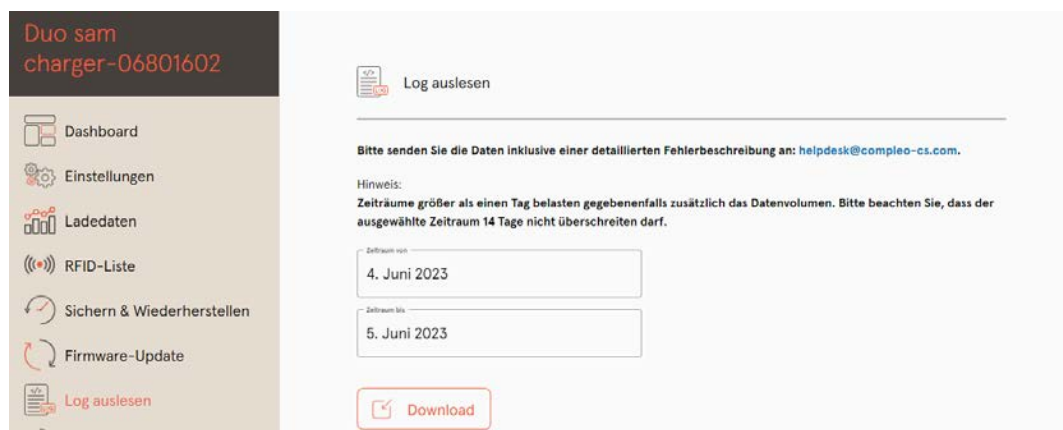 Duo sam
charger-06801602
Dashboard
Einstellungen
Ladedaten
RFID-Liste
Sichern & Wiederherstellen
Firmware-Update
Log auslesen
Log auslesen
Bitte senden Sie die Daten inklusive einer detaillierten Fehlerbeschreibung an: helpdesk@compleo-cs.com.
Hinweis:
Zeiträume größer als einen Tag belasten gegebenenfalls zusätzlich das Datenvolumen. Bitte beachten Sie, dass der
ausgewählte Zeitraum 14 Tage nicht überschreiten darf.
Zeitraum von
4. Juni 2023
Zeitraum bis
5. Juni 2023
Download